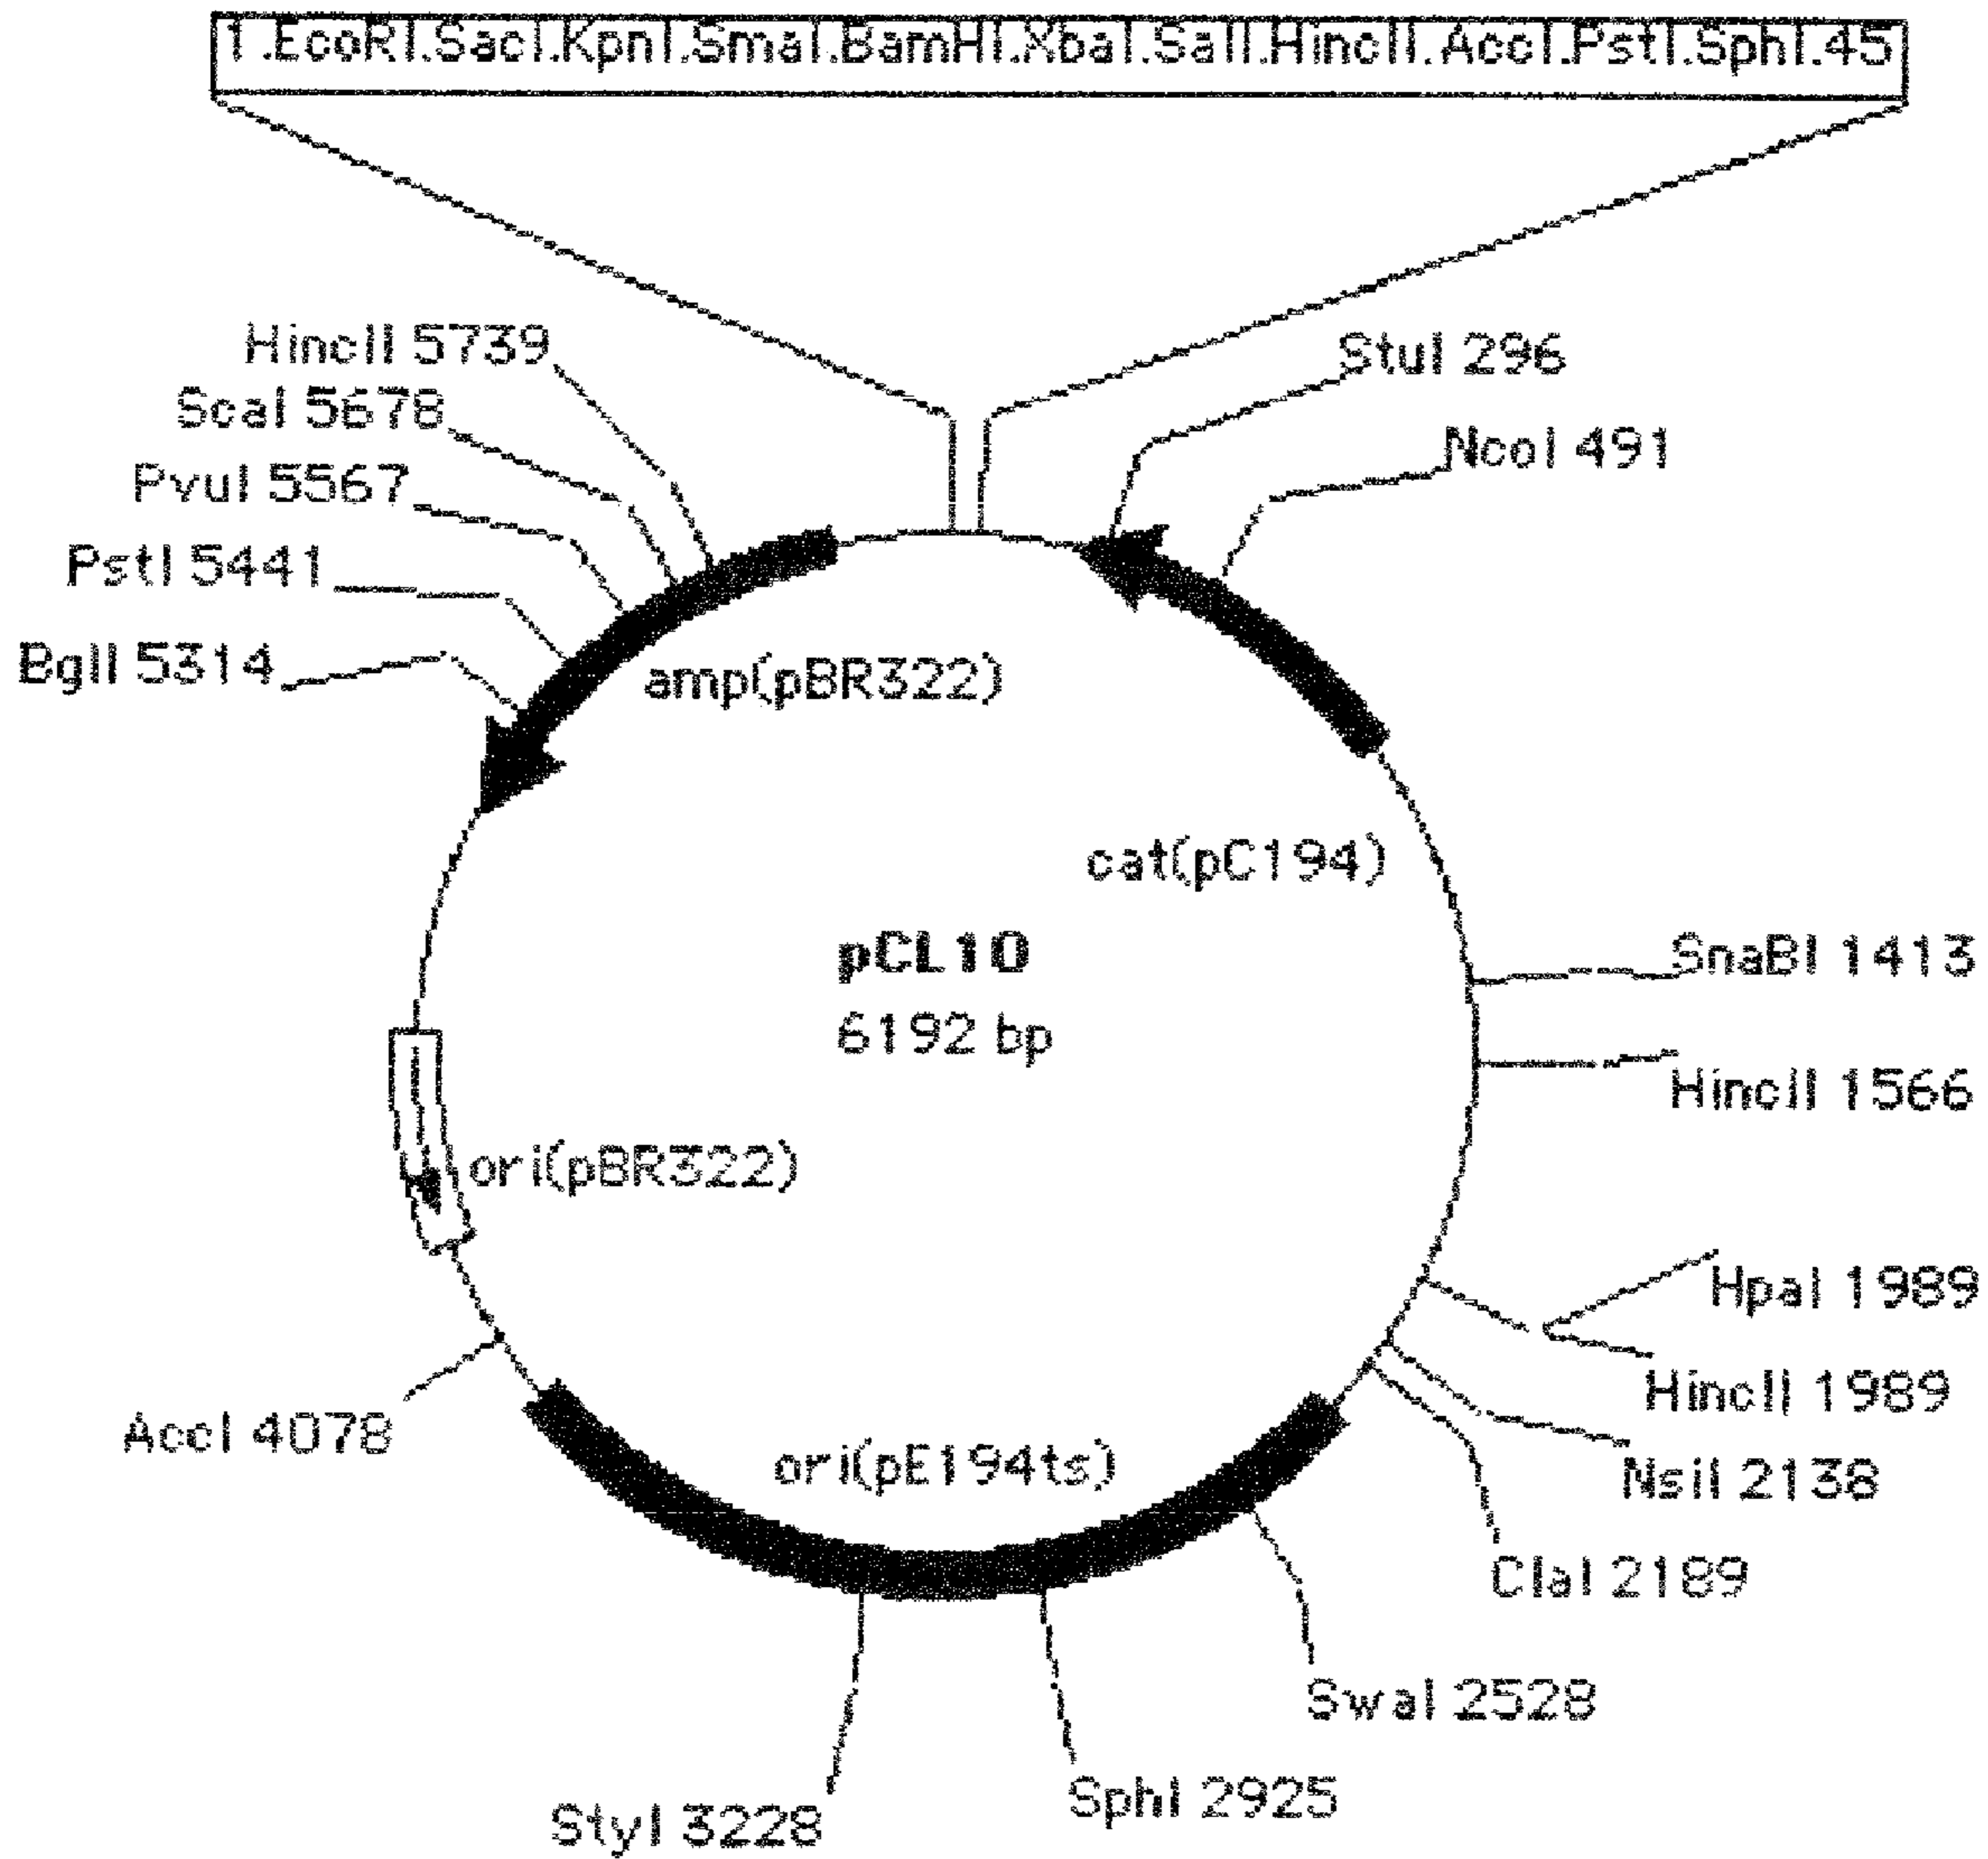 1.EcoRI.SacI.KpnI.SmaI.BamHI.XbaI.SalI.HincII.AccI.PstI.SphI.45
HincII 5739
StuI 296
ScaI 5678
NcoI 491
PvuI 5567
PstI 5441
BglI 5314
amp(pBR322)
cat(pC194)
pCL10
6192 bp
SnaBI 1413
HincII 1566
ori(pBR322)
HpaI 1989
HincII 1989
AccI 4078
ori(pE194ts)
NsiI 2138
ClaI 2189
SwaI 2528
SphI 2925
StyI 3228